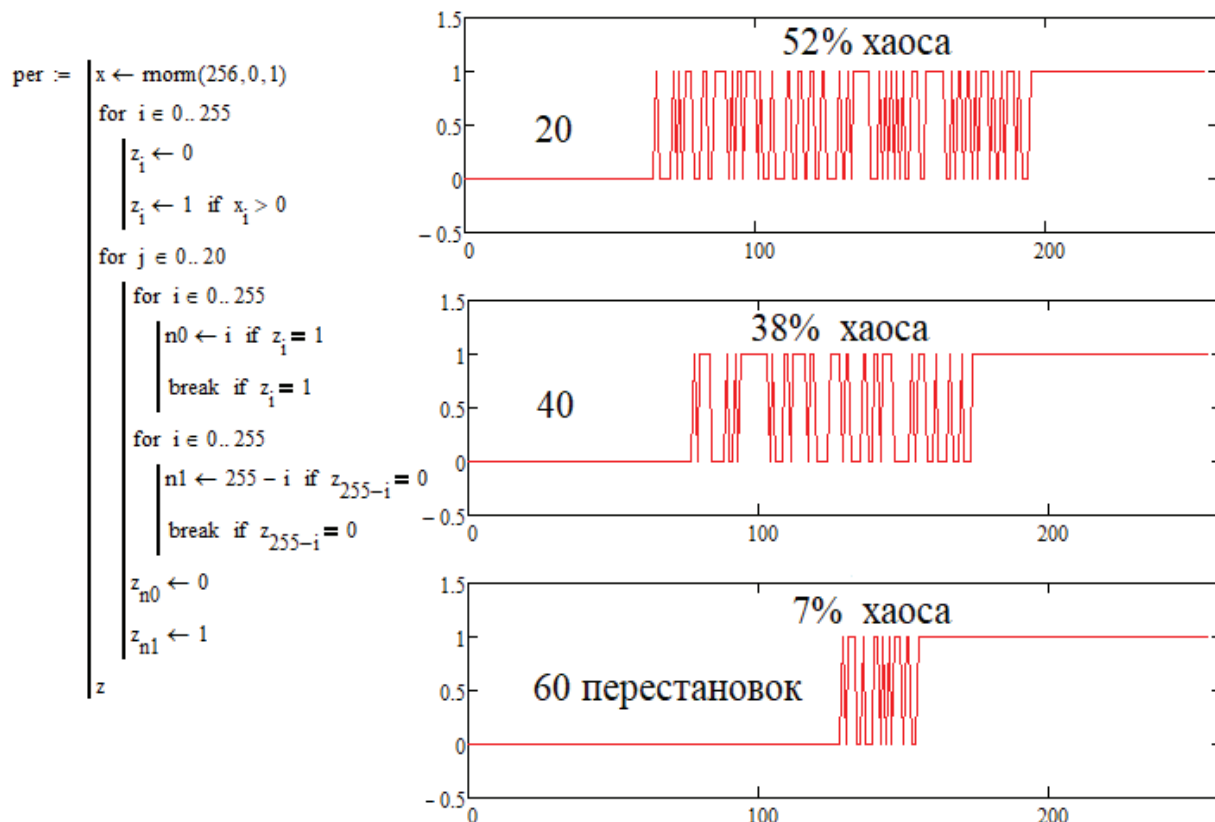 per := x ← rnorm(256, 0, 1)
for i ∈ 0.. 255
z_i ← 0
z_i ← 1 if x_i > 0
for j ∈ 0.. 20
for i ∈ 0.. 255
n0 ← i if z_i = 1
break if z_i = 1
for i ∈ 0.. 255
n1 ← 255 − i if z_255−i = 0
break if z_255−i = 0
z_n0 ← 0
z_n1 ← 1
z
1.5
52% хаоса
1
20
0.5
0
− 0.5
0 100 200
1.5
38% хаоса
1
40
0.5
0
− 0.5
0 100 200
1.5
7% хаоса
1
60 перестановок
0.5
0
− 0.5
0 100 200